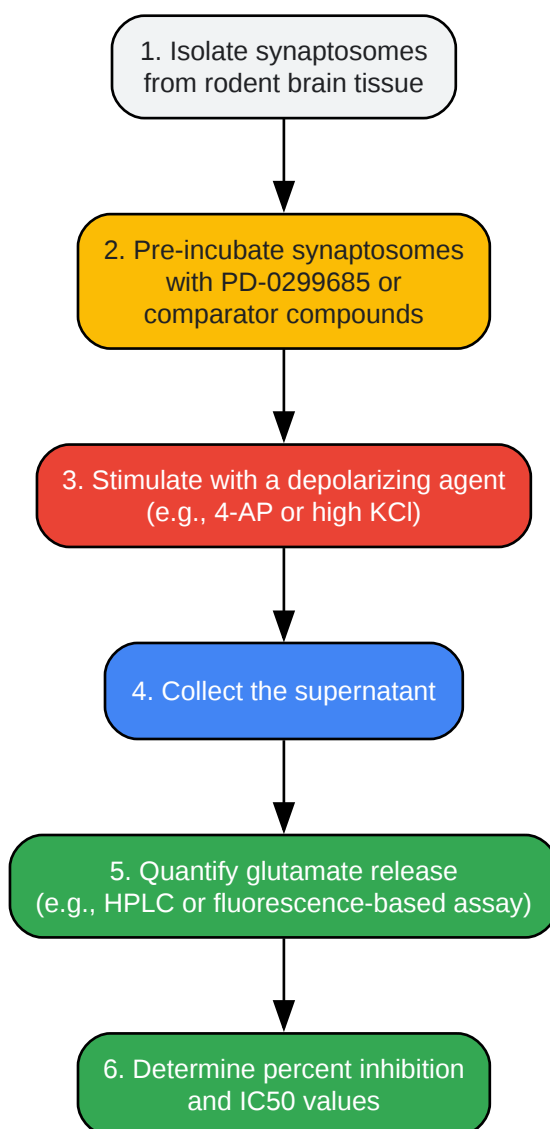 1. Isolate synaptosomes
from rodent brain tissue
2. Pre-incubate synaptosomes
with PD-0299685 or
comparator compounds
3. Stimulate with a depolarizing agent
(e.g., 4-AP or high KCl)
4. Collect the supernatant
5. Quantify glutamate release
(e.g., HPLC or fluorescence-based assay)
6. Determine percent inhibition
and IC50 values